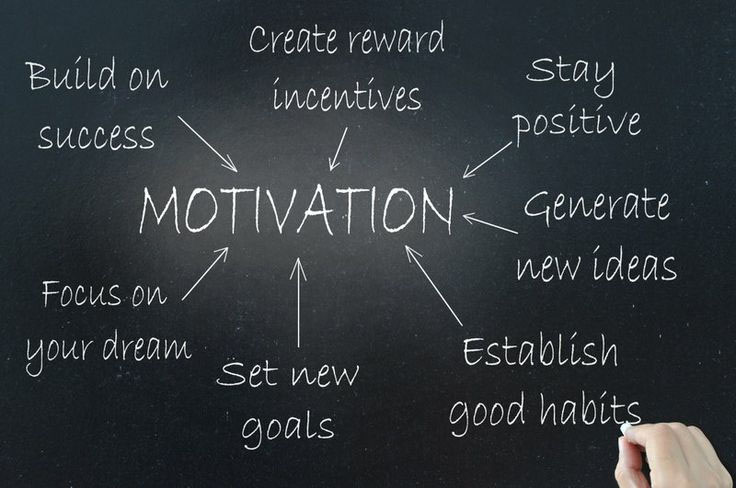 Create reward
incentives
Build on
success
Stay
positive
MOTIVATION
Generate
new ideas
Focus on
your dream
Set new
goals
Establish
good habits